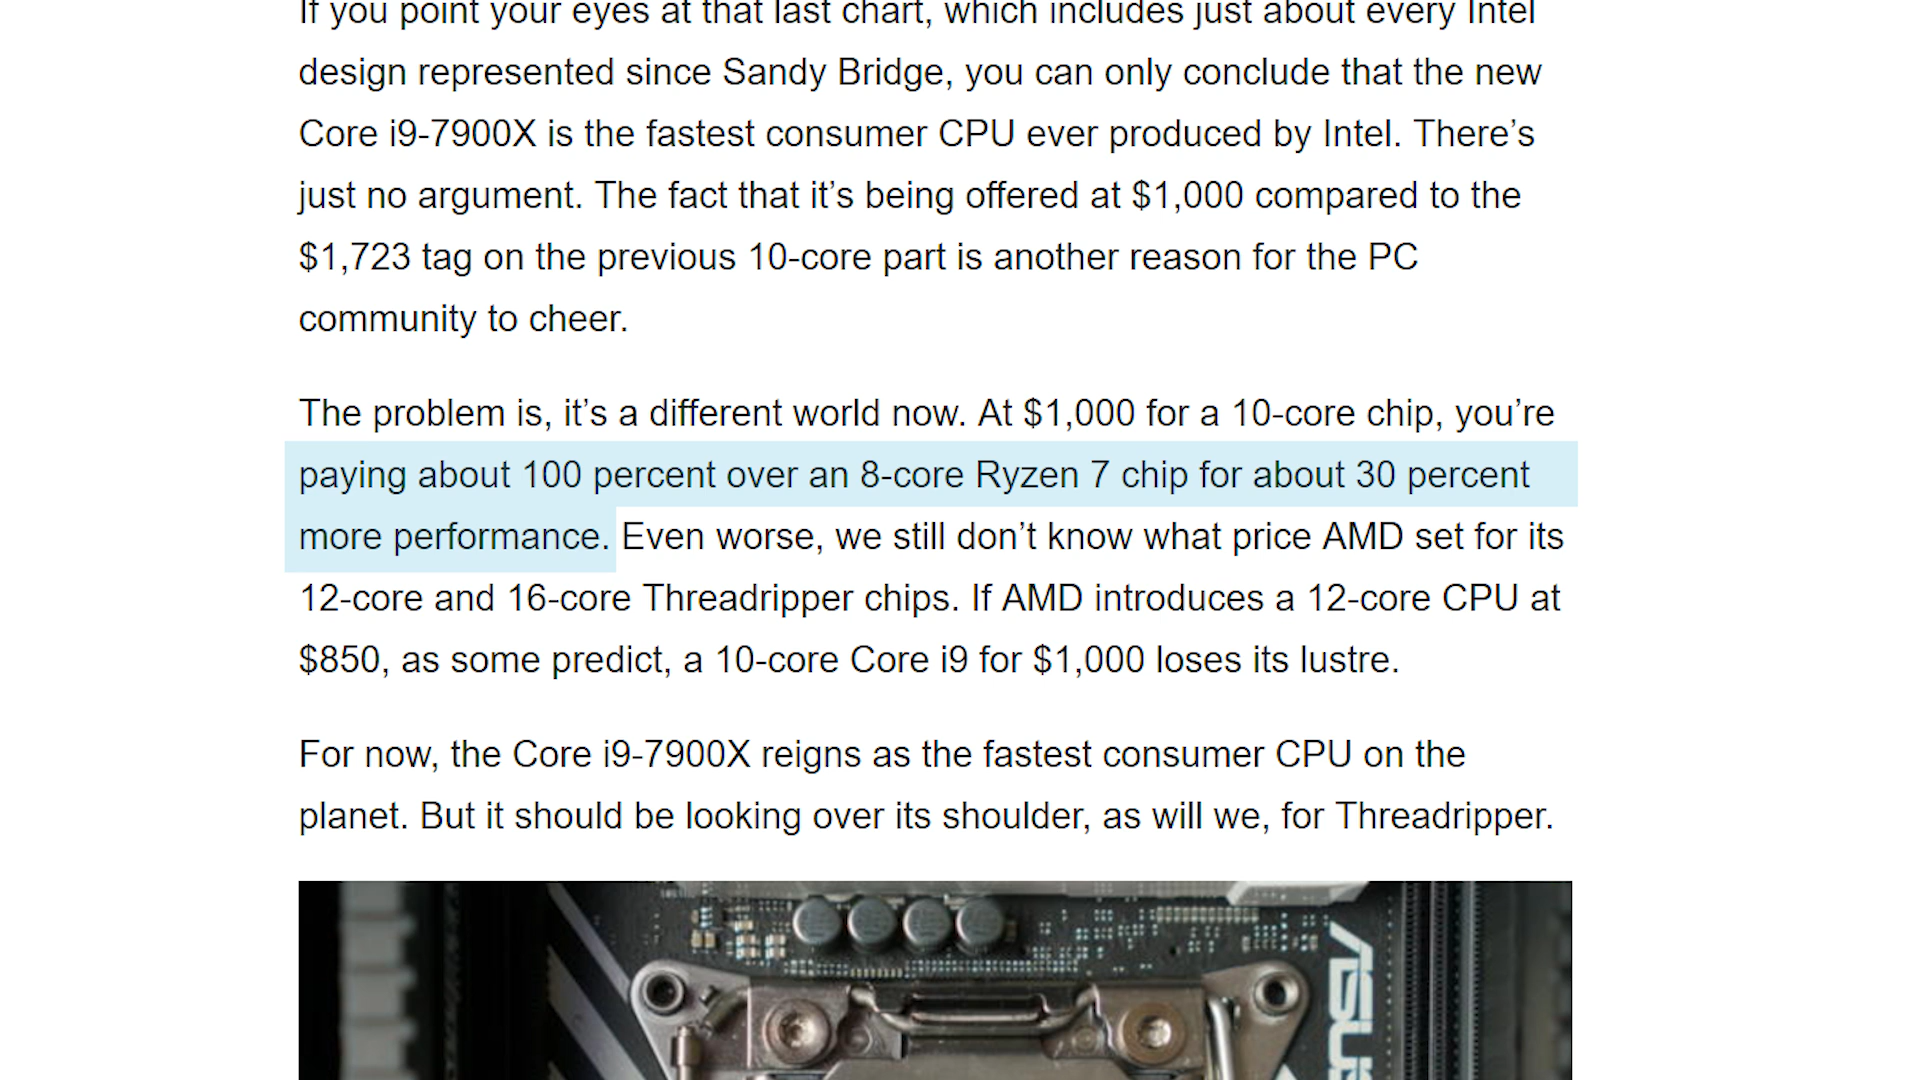 If you point your eyes at that last chart, which includes just about every Intel
design represented since Sandy Bridge, you can only conclude that the new
Core i9-7900X is the fastest consumer CPU ever produced by Intel. There’s
just no argument. The fact that it’s being offered at $1,000 compared to the
$1,723 tag on the previous 10-core part is another reason for the PC
community to cheer.
The problem is, it’s a different world now. At $1,000 for a 10-core chip, you’re
paying about 100 percent over an 8-core Ryzen 7 chip for about 30 percent
more performance. Even worse, we still don’t know what price AMD set for its
12-core and 16-core Threadripper chips. If AMD introduces a 12-core CPU at
$850, as some predict, a 10-core Core i9 for $1,000 loses its lustre.
For now, the Core i9-7900X reigns as the fastest consumer CPU on the
planet. But it should be looking over its shoulder, as will we, for Threadripper.
ASUS